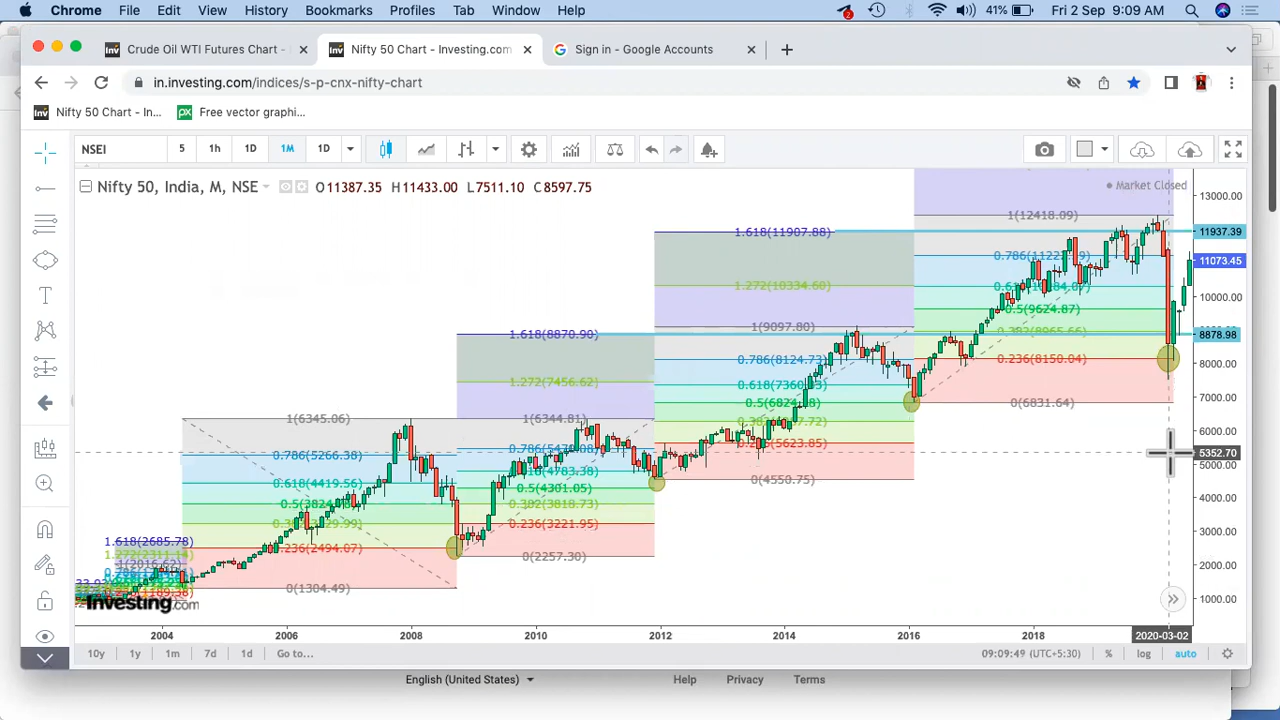 Chrome File Edit View History Bookmarks Profiles Tab Window Help 2 41% Fri 2 Sep 9:09 AM
Crude Oil WTI Futures Chart - Nifty 50 Chart - Investing.com Sign in - Google Accounts
in.investing.com/indices/s-p-cnx-nifty-chart
Nifty 50 Chart - In... Free vector graphi...
NSEI 5 1h 1D 1M 1D
Nifty 50, India, M, NSE O11387.35 H11433.00 L7511.10 C8597.75
Market Closed
13000.00
1(12418.09)
1.618(11907.88) 11937.39
11073.45
1.272(10334.60)
10000.00
0.5(9624.87)
1.618(8870.90) 1(9097.80) 8878.98
0.786(8124.73) 0.236(8150.04) 8000.00
1.272(7456.62)
7000.00
0(6831.64)
1(6345.06) 1(6344.81)
6000.00
0.786(5266.38) 5352.70
5000.00
0.618(4419.56)
0.5(4301.05)
0(4550.75) 4000.00
0.382(3818.73)
0.236(3221.95)
3000.00
1.618(2685.78) 0.236(2494.07)
0(2257.30) 2000.00
0(1304.49)
1000.00
Investing.com
2004 2006 2008 2010 2012 2014 2016 2018 2020-03-02
10y 1y 1m 7d 1d Go to... 09:09:49 (UTC+5:30) % log auto
English (United States) Help Privacy Terms